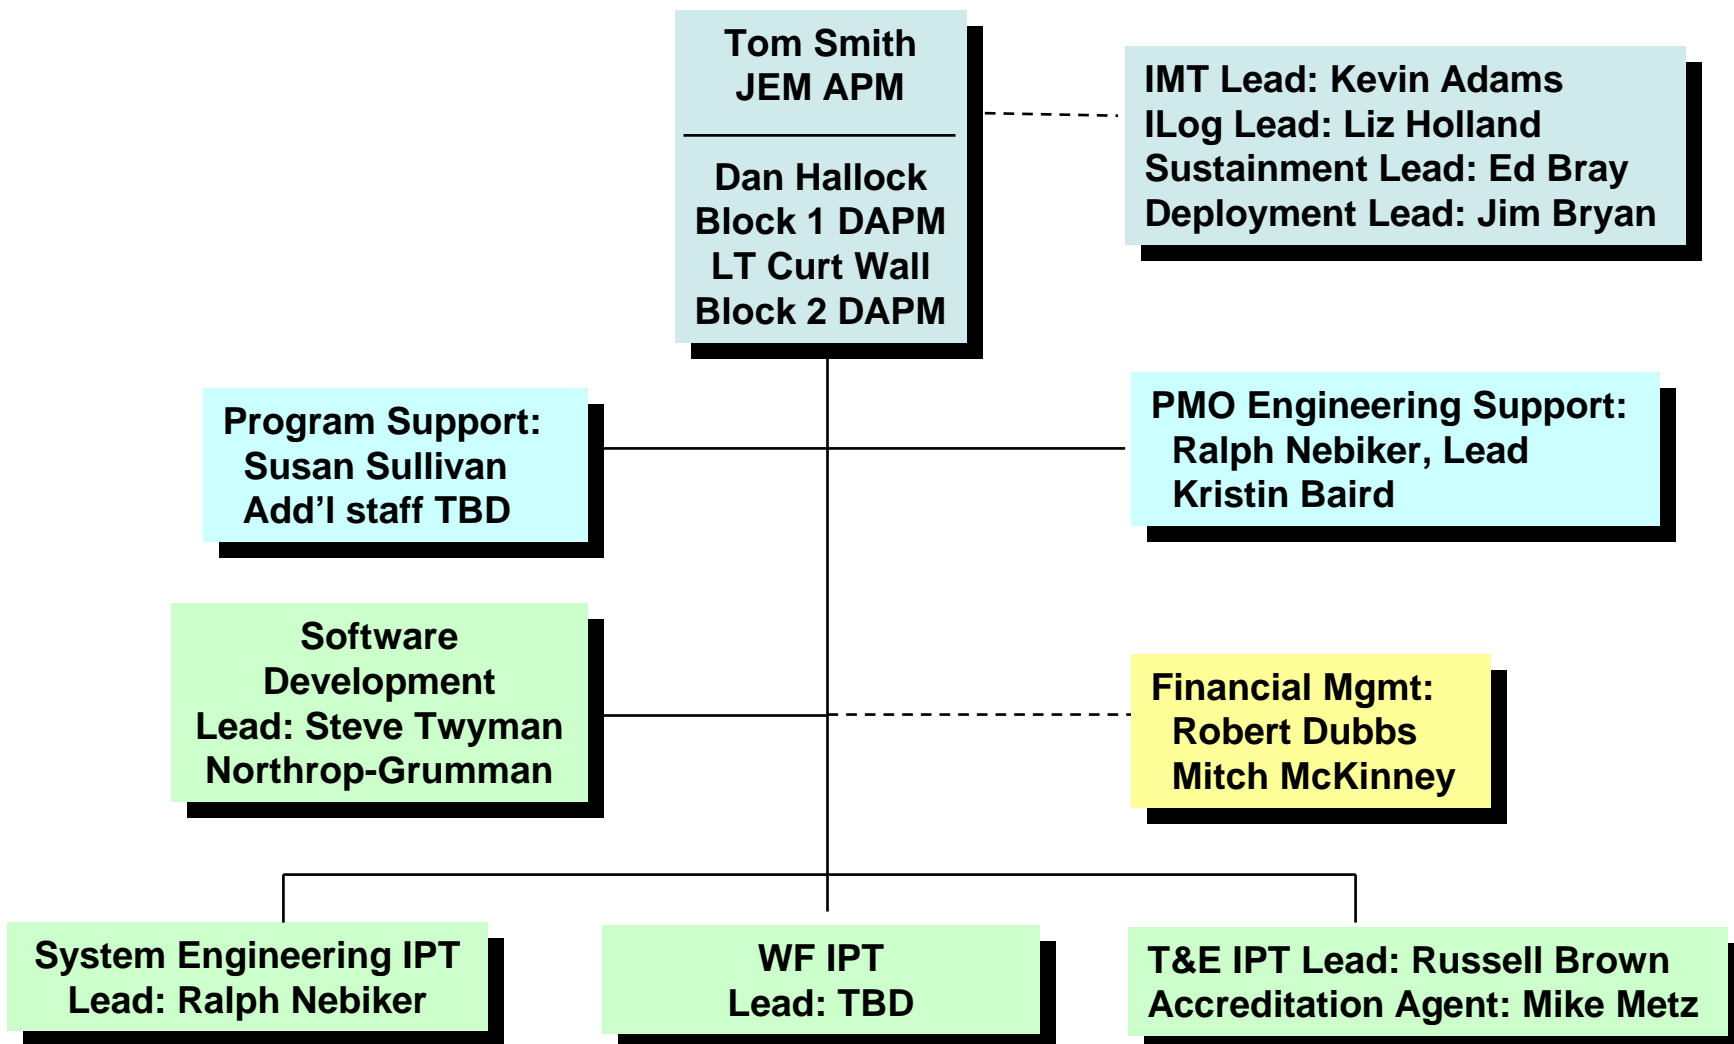 Tom Smith
JEM APM
Dan Hallock
Block 1 DAPM
LT Curt Wall
Block 2 DAPM
IMT Lead: Kevin Adams
ILog Lead: Liz Holland
Sustainment Lead: Ed Bray
Deployment Lead: Jim Bryan
Program Support:
Susan Sullivan
Add’l staff TBD
PMO Engineering Support:
Ralph Nebiker, Lead
Kristin Baird
Software
Development
Lead: Steve Twyman
Northrop-Grumman
Financial Mgmt:
Robert Dubbs
Mitch McKinney
System Engineering IPT
Lead: Ralph Nebiker
WF IPT
Lead: TBD
T&E IPT Lead: Russell Brown
Accreditation Agent: Mike Metz